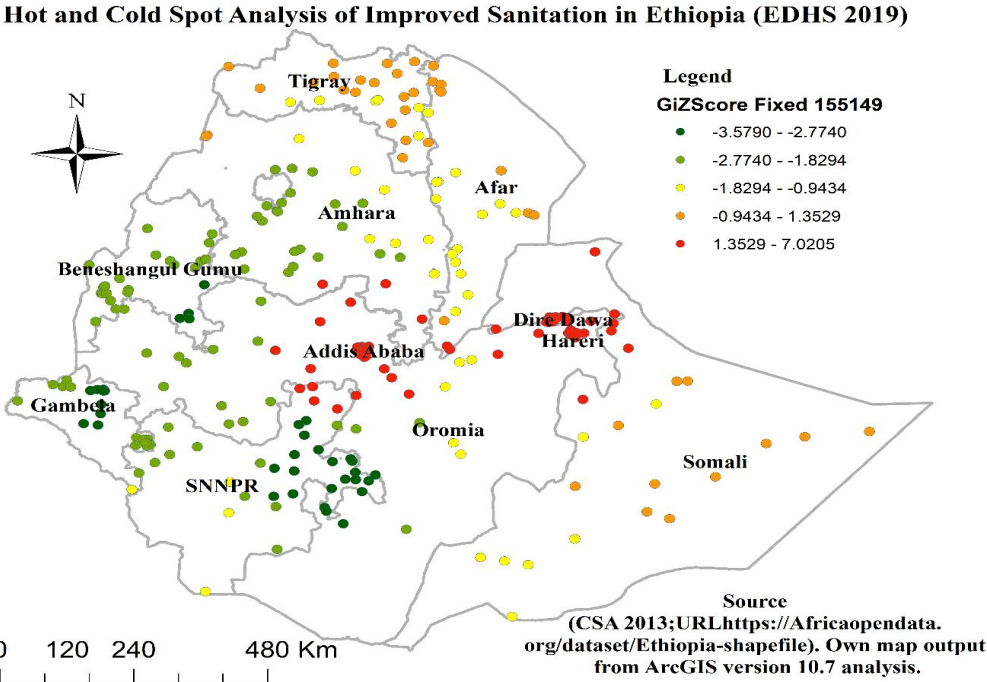 Hot and Cold Spot Analysis of Improved Sanitation in Ethiopia (EDHS 2019)
N
Tigray
Legend
GiZScore Fixed 155149
-3.5790 - -2.7740
-2.7740 - -1.8294
-1.8294 - -0.9434
-0.9434 - 1.3529
1.3529 - 7.0205
Afar
Amhara
Beneshangul Gumu
Dire Dawa
Hareri
Addis Ababa
Gambela
Oromia
Somali
SNNPR
Source
(CSA 2013;URLhttps://Africaopendata.
org/dataset/Ethiopia-shapefile). Own map output
from ArcGIS version 10.7 analysis.
0 120 240 480 Km